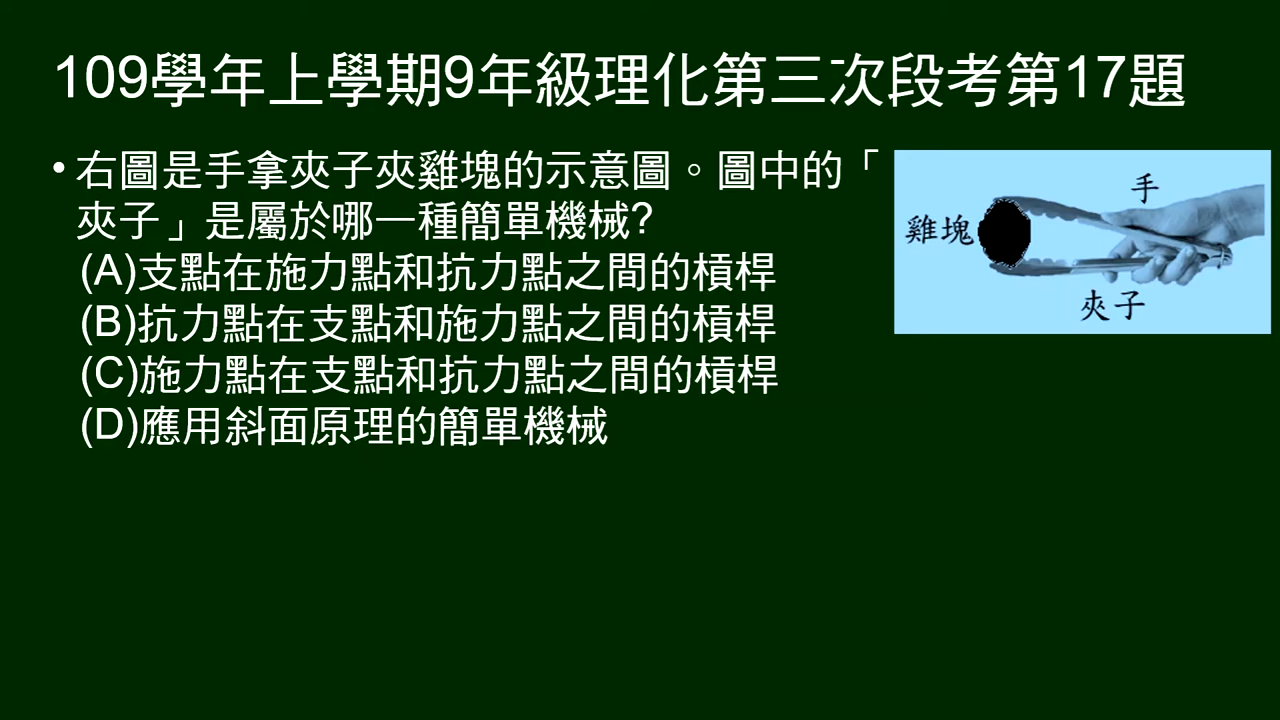 109學年上學期9年級理化第三次段考第17題
• 右圖是手拿夾子夾雞塊的示意圖。圖中的「
夾子」是屬於哪一種簡單機械?
(A)支點在施力點和抗力點之間的槓桿
(B)抗力點在支點和施力點之間的槓桿
(C)施力點在支點和抗力點之間的槓桿
(D)應用斜面原理的簡單機械
手
雞塊
夾子